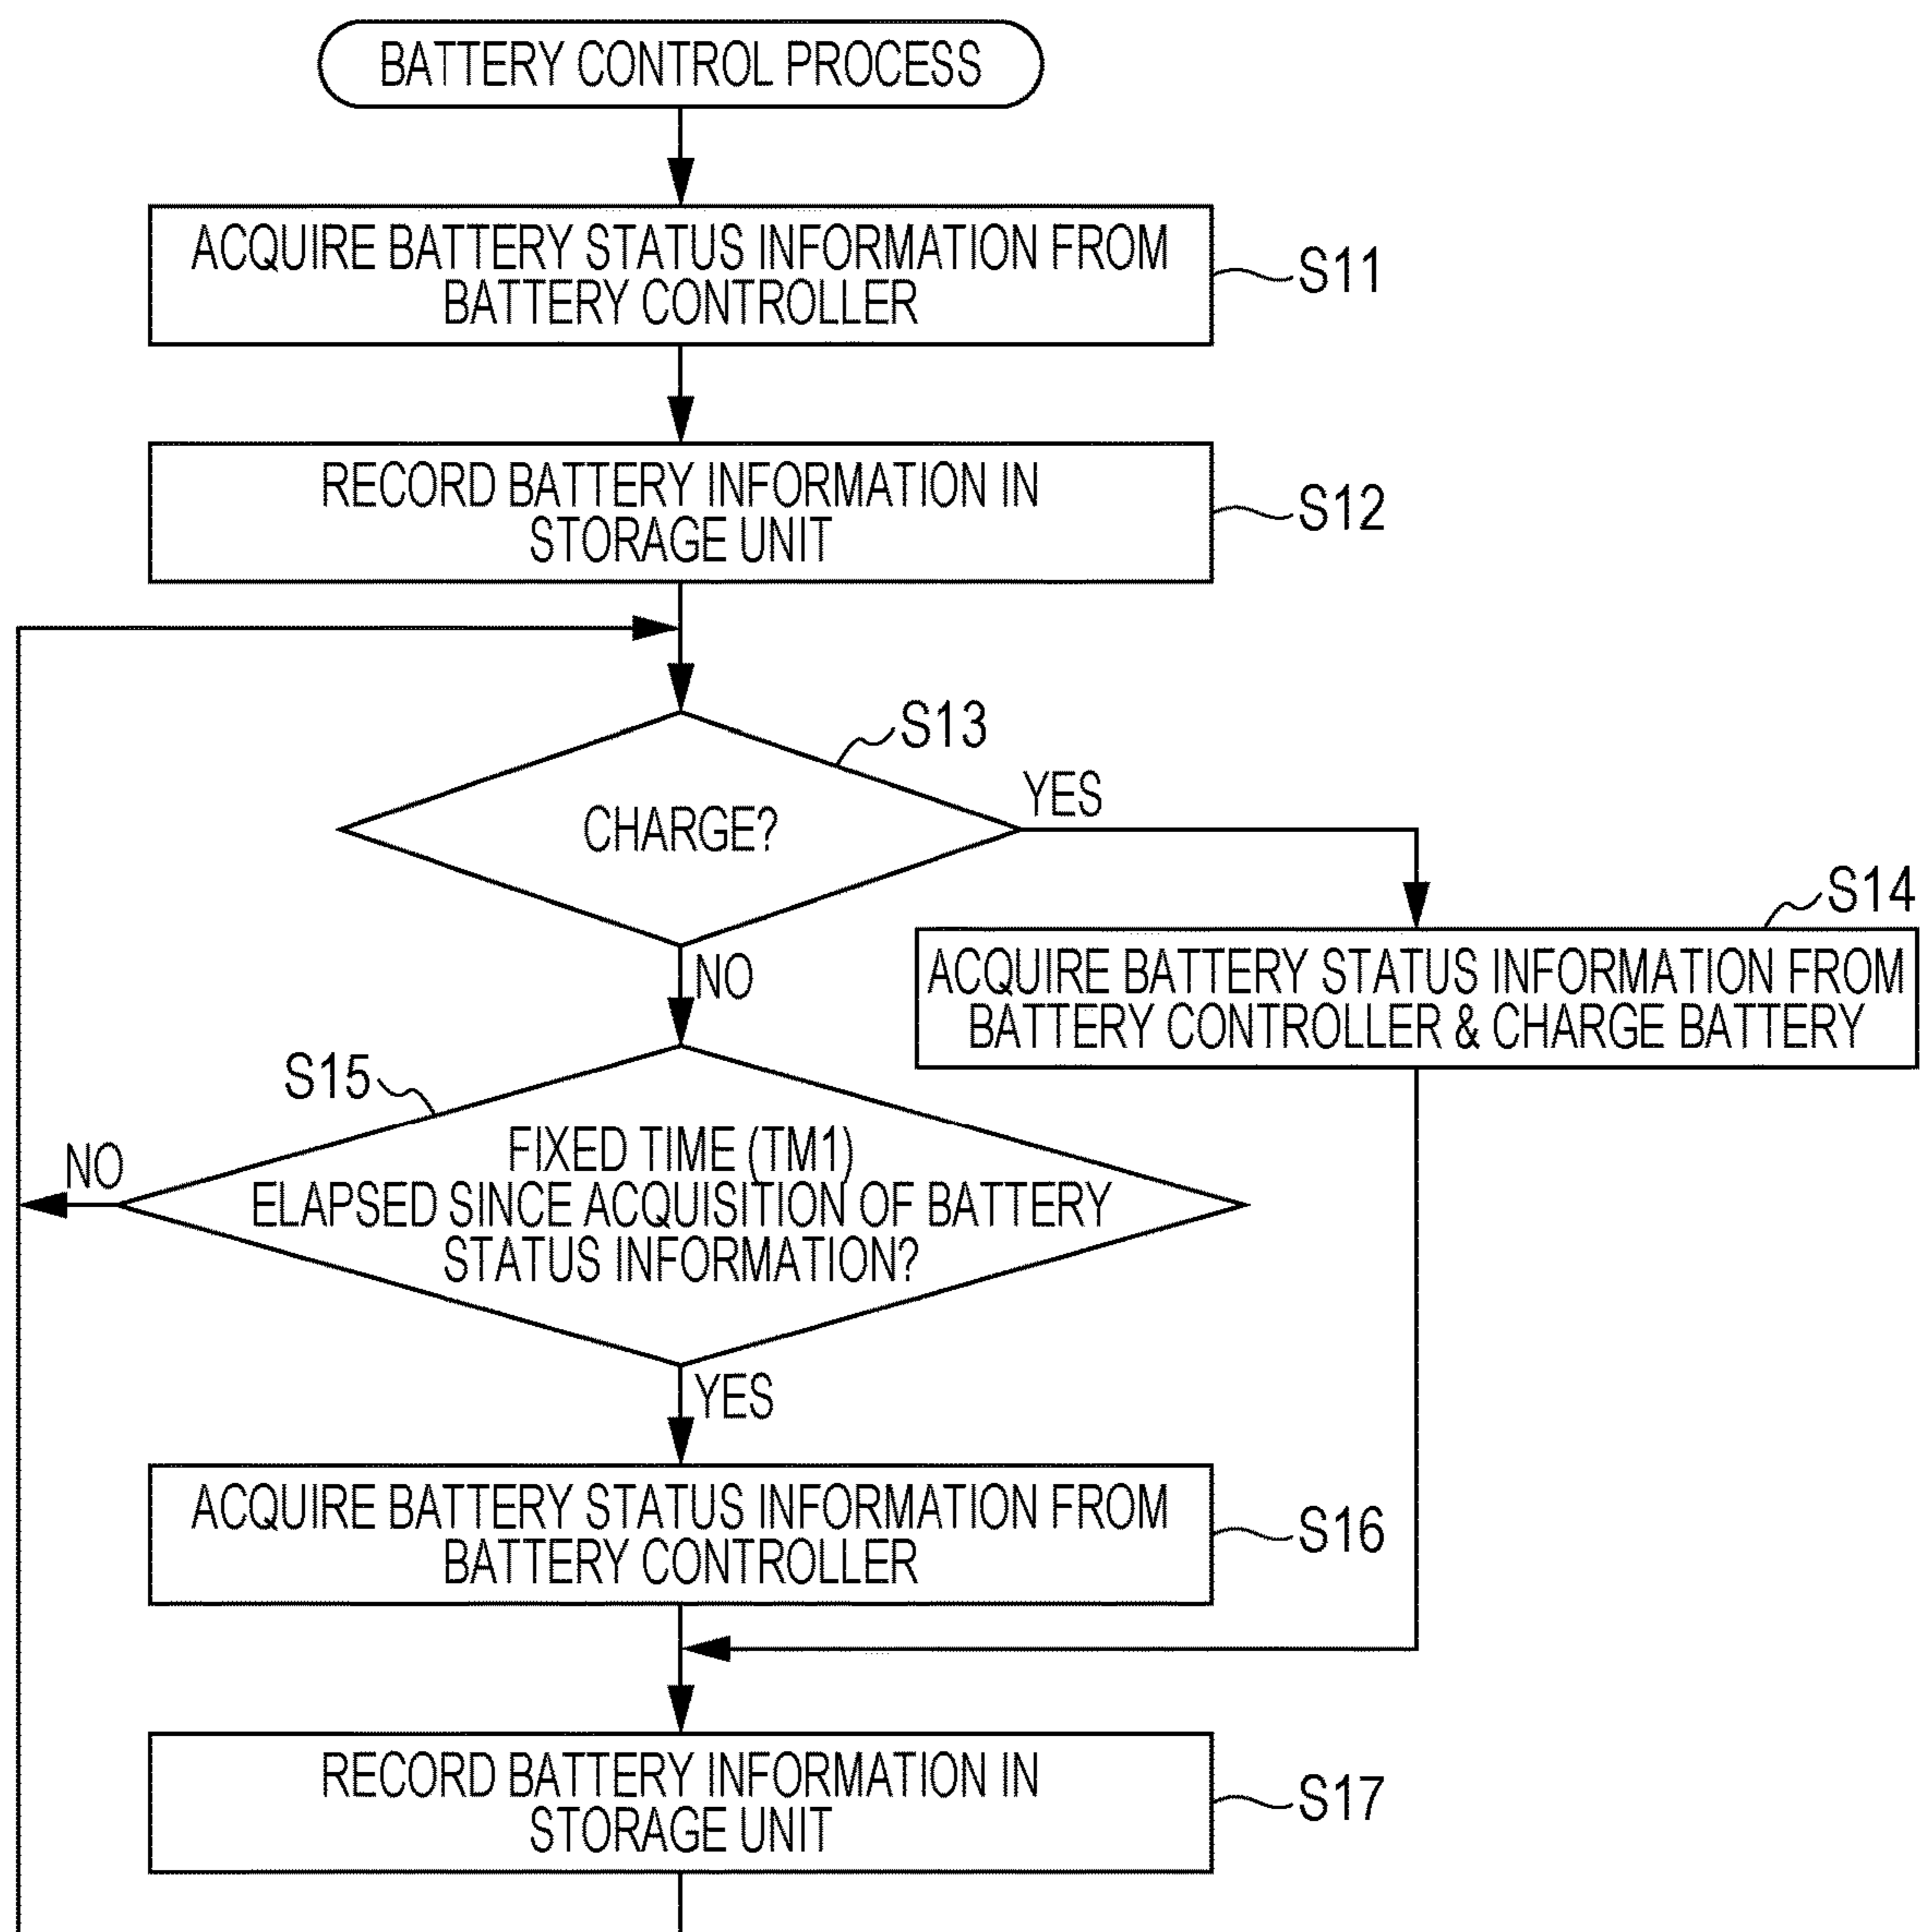 BATTERY CONTROL PROCESS
ACQUIRE BATTERY STATUS INFORMATION FROM
BATTERY CONTROLLER
S11
RECORD BATTERY INFORMATION IN
STORAGE UNIT
S12
S13
CHARGE?
YES
NO
S14
ACQUIRE BATTERY STATUS INFORMATION FROM
BATTERY CONTROLLER & CHARGE BATTERY
S15
NO
FIXED TIME (TM1)
ELAPSED SINCE ACQUISITION OF BATTERY
STATUS INFORMATION?
YES
ACQUIRE BATTERY STATUS INFORMATION FROM
BATTERY CONTROLLER
S16
RECORD BATTERY INFORMATION IN
STORAGE UNIT
S17